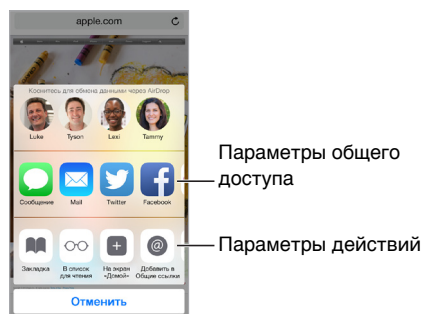 apple.com
Коснитесь для обмена данными через AirDrop
Luke Tyson Lexi Tammy
Параметры общего
доступа
Сообщение Mail Twitter Facebook
Параметры действий
Закладка В список На экран Добавить в
для чтения «Домой» Общие ссылки
Отменить